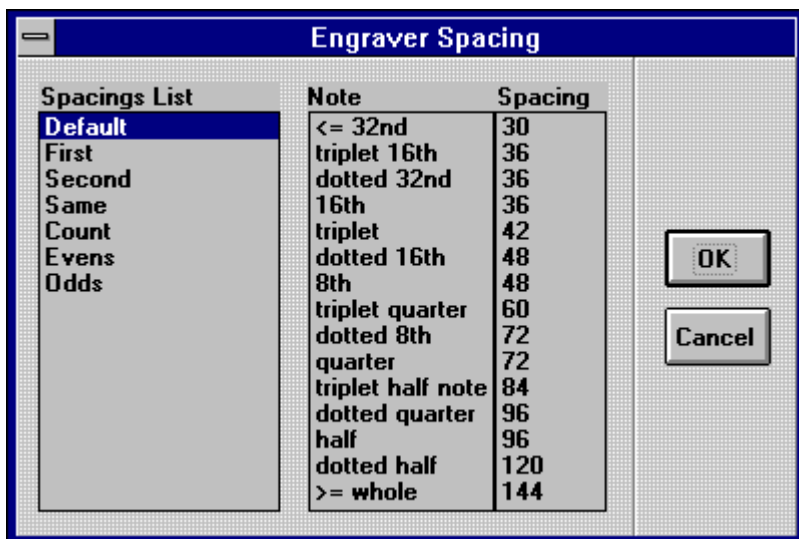 Engraver Spacing
Spacings List
Default
First
Second
Same
Count
Evens
Odds
Note Spacing
<= 32nd 30
triplet 16th 36
dotted 32nd 36
16th 36
triplet 42
dotted 16th 48
8th 48
triplet quarter 60
dotted 8th 72
quarter 72
triplet half note 84
dotted quarter 96
half 96
dotted half 120
>= whole 144
OK
Cancel